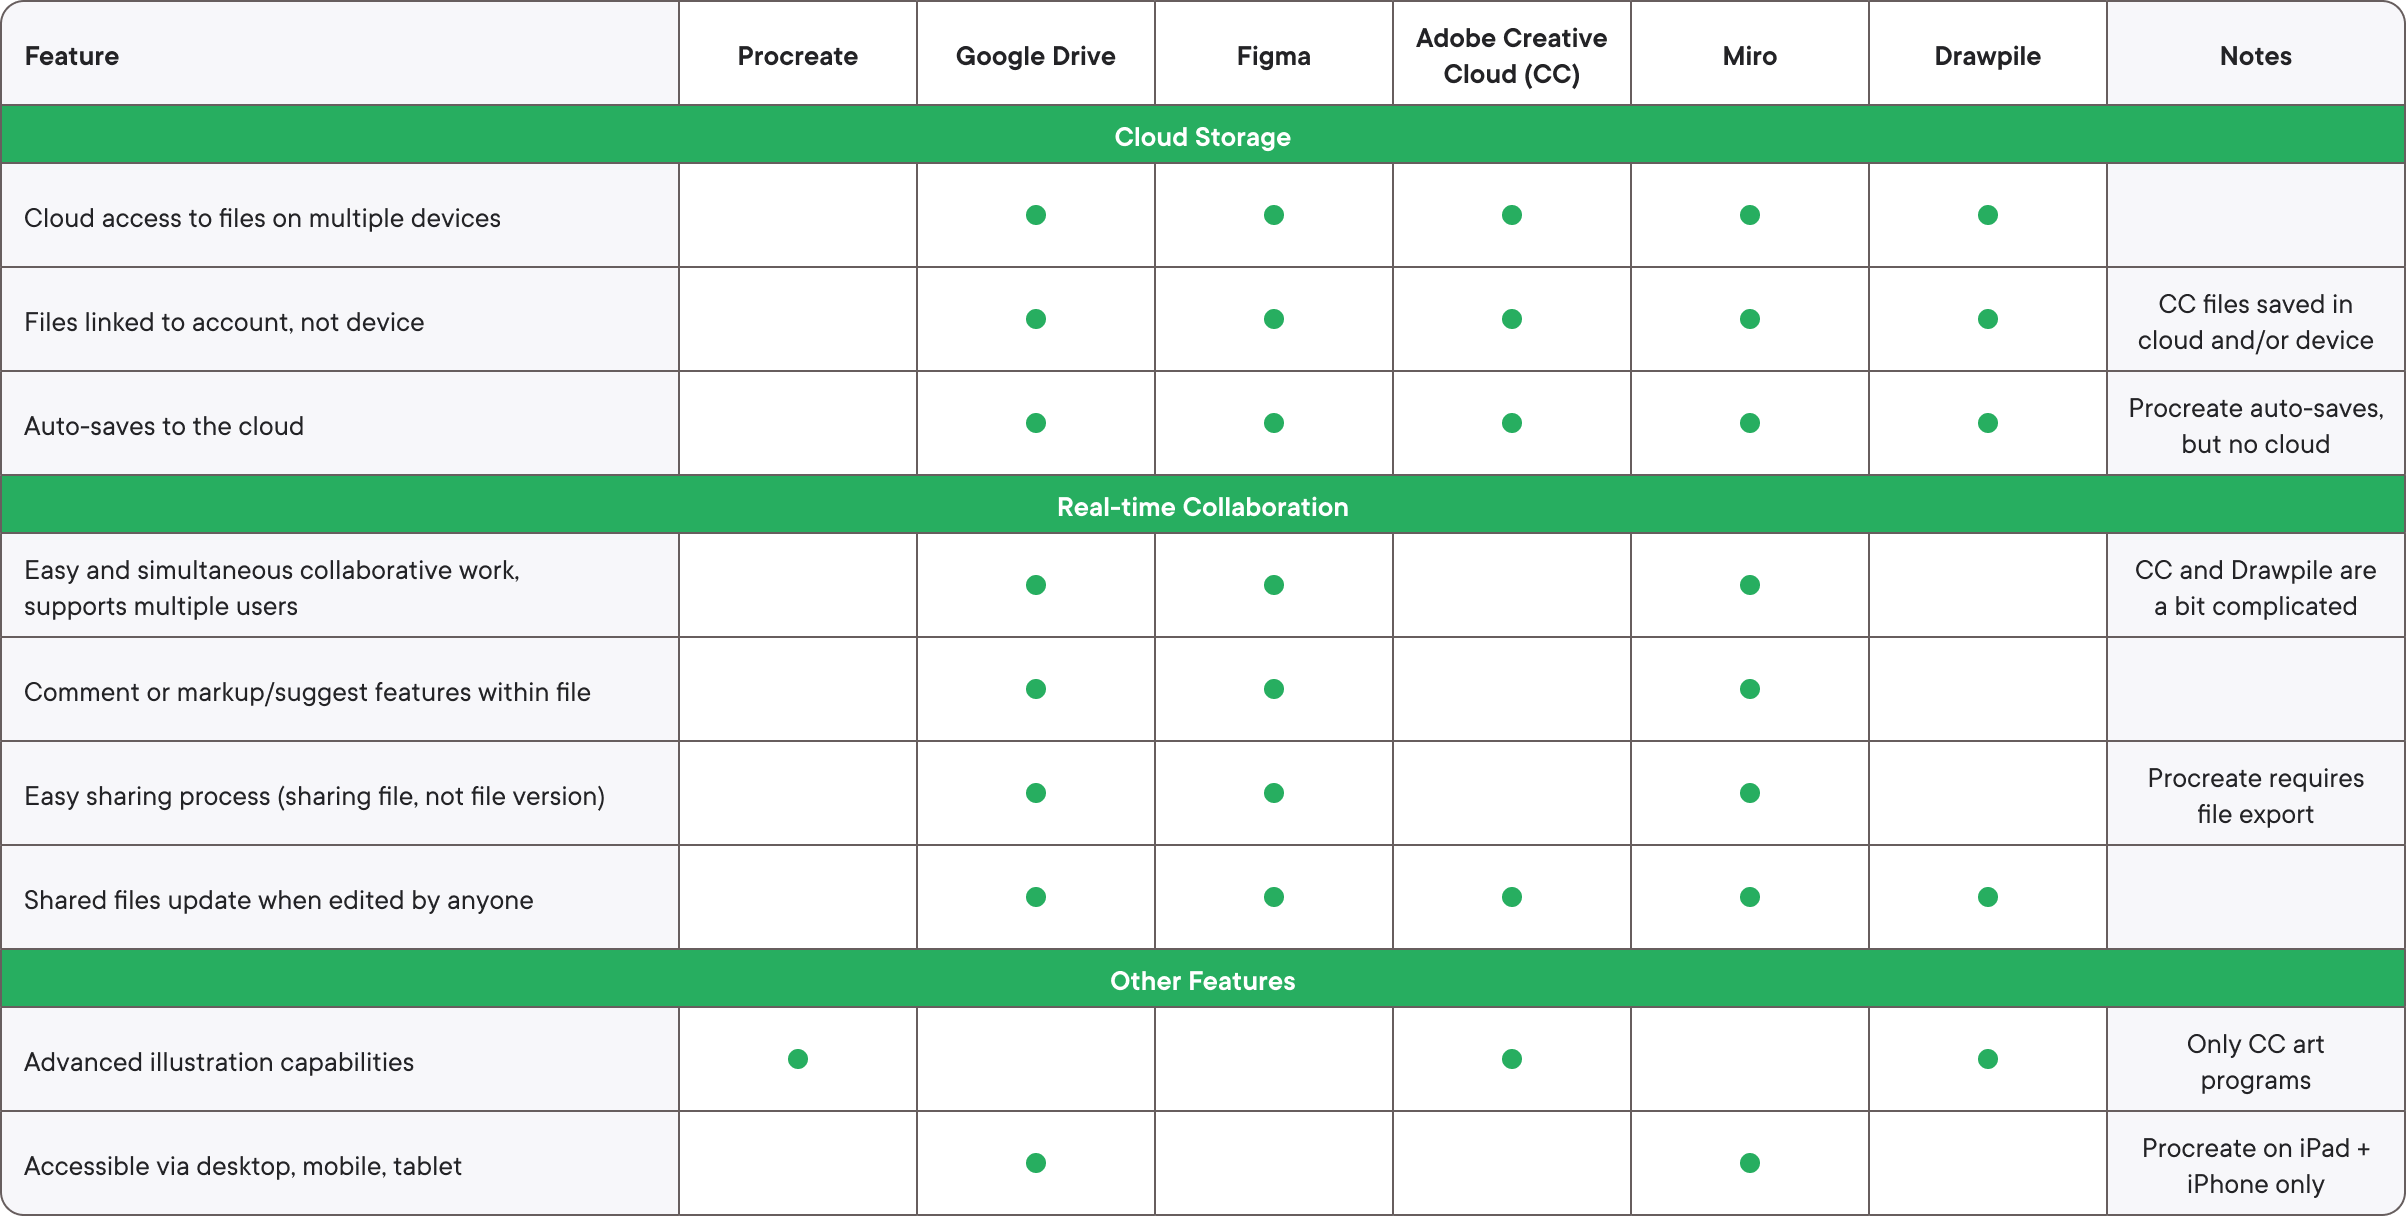 Feature
Procreate
Google Drive
Figma
Adobe Creative
Cloud (CC)
Miro
Drawpile
Notes
Cloud Storage
Cloud access to files on multiple devices
Files linked to account, not device
CC files saved in
cloud and/or device
Auto-saves to the cloud
Procreate auto-saves,
but no cloud
Real-time Collaboration
Easy and simultaneous collaborative work,
supports multiple users
CC and Drawpile are
a bit complicated
Comment or markup/suggest features within file
Easy sharing process (sharing file, not file version)
Procreate requires
file export
Shared files update when edited by anyone
Other Features
Advanced illustration capabilities
Only CC art
programs
Accessible via desktop, mobile, tablet
Procreate on iPad +
iPhone only